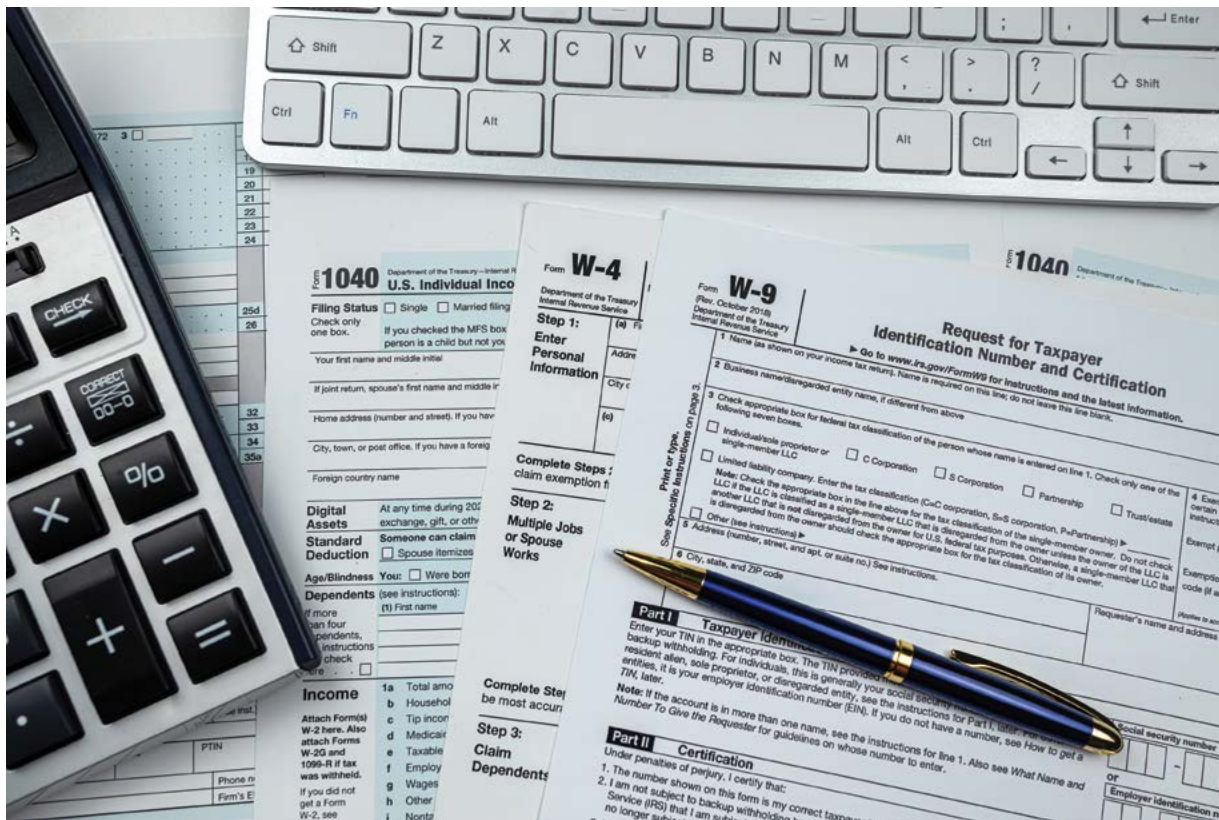 Enter
Shift
Z
X
C
V
B
N
M
<
,
>
.
?
/
Shift
Ctrl
Fn
Alt
Alt
Ctrl
←
↑
↓
→
72 3
19
20
21
22
23
24
25d
26
32
33
34
35a
CHECK
→
CORRECT
00→0
÷
%
×
−
+
=
·
PTIN
Phone
Firm's
Form 1040
Department of the Treasury—Internal
U.S. Individual Inco
Filing Status
Single
Married filing
Check only
one box.
If you checked the MFS box
person is a child but not you
Your first name and middle initial
If joint return, spouse's first name and middle in
Home address (number and street). If you hav
City, town, or post office. If you have a foreig
Foreign country name
Digital
Assets
At any time during 202
exchange, gift, or oth
Standard
Deduction
Someone can claim
Spouse itemizes
Age/Blindness You:
Were born
Dependents (see instructions):
(1) First name
If more
than four
instructions
check
Income
1a Total amo
b Househol
c Tip incom
d Medicaid
e Taxable
f Employ
g Wages
h Other
i Nonta
Attach Form(s)
W-2 here. Also
attach Forms
W-2G and
1099-R if tax
was withheld.
If you did not
get a Form
W-2, see
Form W-4
Department of the Treasury
Internal Revenue Service
Step 1:
Enter
Personal
Information
(a)
Addre
City o
(c)
Complete Steps
claim exemption f
Step 2:
Multiple Jobs
or Spouse
Works
Complete Step
be most accur
Step 3:
Claim
Dependents
Form W-9
(Rev. October 2018)
Department of the Treasury
Internal Revenue Service
Request for Taxpayer
Identification Number and Certification
► Go to www.irs.gov/FormW9 for instructions and the latest information.
1 Name (as shown on your income tax return). Name is required on this line; do not leave this line blank.
2 Business name/disregarded entity name, if different from above
3 Check appropriate box for federal tax classification of the person whose name is entered on line 1. Check only one of the
following seven boxes.
Individual/sole proprietor or
single-member LLC
C Corporation
S Corporation
Partnership
Trust/estate
Limited liability company. Enter the tax classification (C=C corporation, S=S corporation, P=Partnership) ►
Note: Check the appropriate box in the line above for the tax classification of the single-member owner. Do not check
LLC if the LLC is classified as a single-member LLC that is disregarded from the owner unless the owner of the LLC is
another LLC that is not disregarded from the owner for U.S. federal tax purposes. Otherwise, a single-member LLC that
is disregarded from the owner should check the appropriate box for the tax classification of its owner.
Other (see instructions) ►
4 Exem
certain
instruct
Exempt
Exemption
code (if a
5 Address (number, street, and apt. or suite no.) See instructions.
Requester's name and address
6 City, state, and ZIP code
Print or type.
See Specific Instructions on page 3.
Part I Taxpayer Identific
Enter your TIN in the appropriate box. The TIN provided
backup withholding. For individuals, this is generally your social security
resident alien, sole proprietor, or disregarded entity, see the instructions for Part I, later. For
entities, it is your employer identification number (EIN). If you do not have a number, see How to get a
TIN, later.
Note: If the account is in more than one name, see the instructions for line 1. Also see What Name and
Number To Give the Requester for guidelines on whose number to enter.
Social security number
or
Employer identification n
Part II Certification
Under penalties of perjury, I certify that:
1. The number shown on this form is my correct taxpay
2. I am not subject to backup withholding
Service (IRS) that I am
no longer
1040